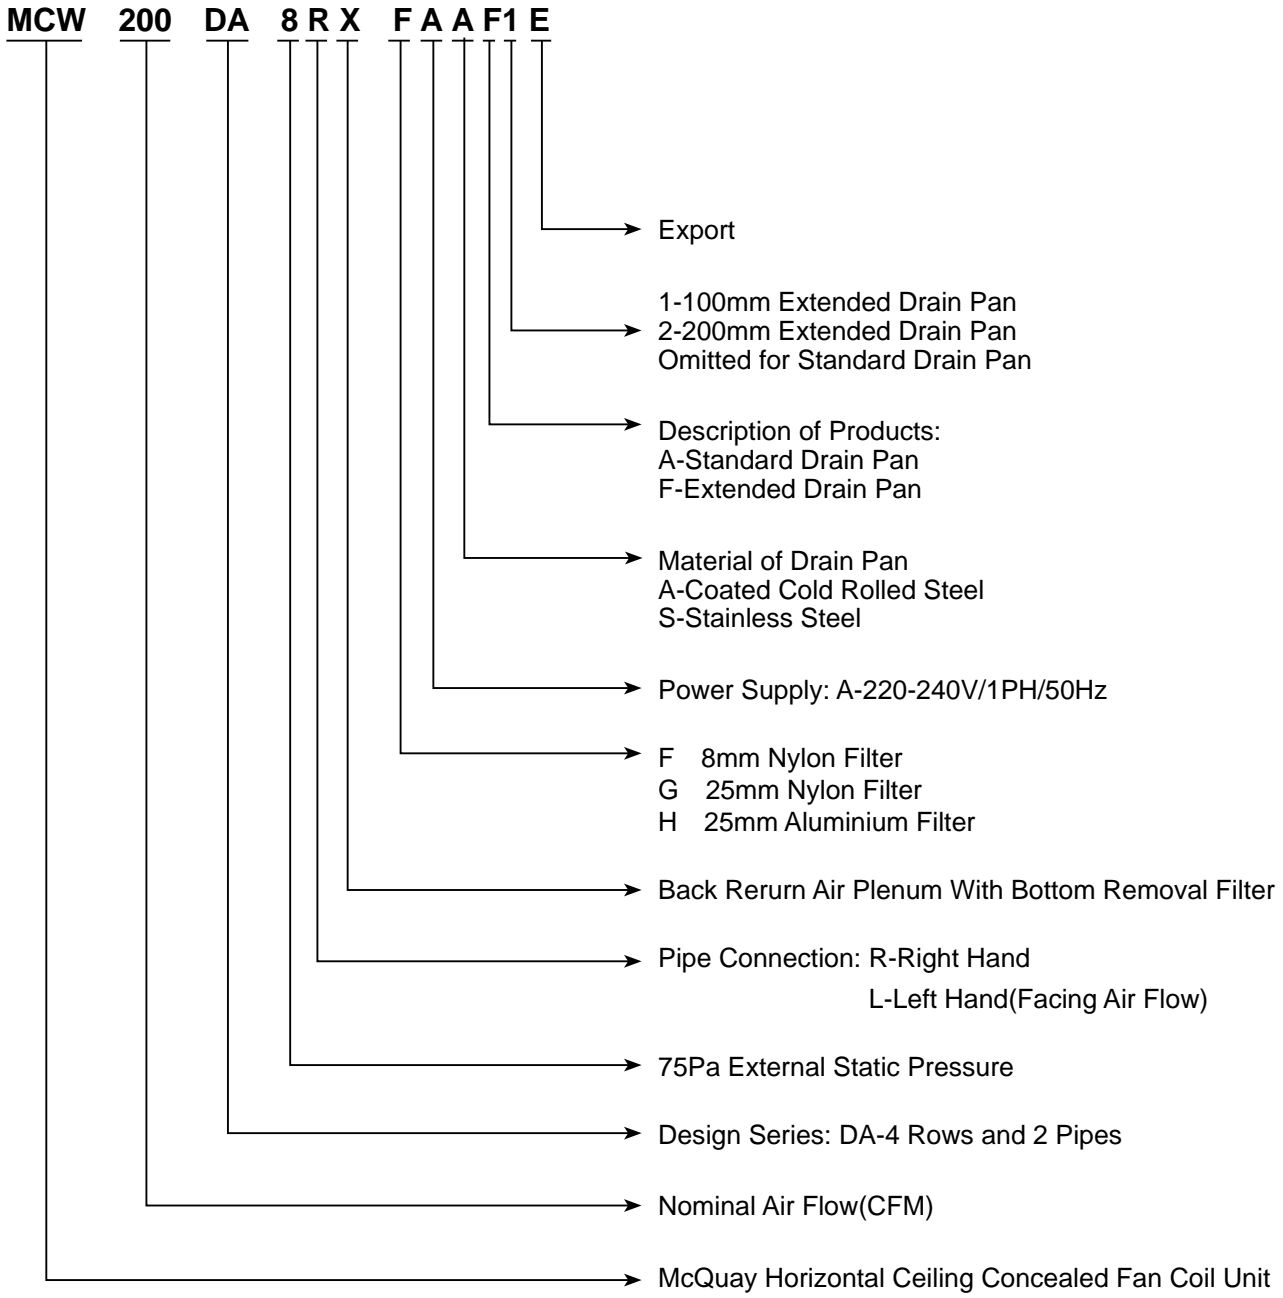 MCW 200 DA 8 R X F A A F 1 E
Export
1-100mm Extended Drain Pan
2-200mm Extended Drain Pan
Omitted for Standard Drain Pan
Description of Products:
A-Standard Drain Pan
F-Extended Drain Pan
Material of Drain Pan
A-Coated Cold Rolled Steel
S-Stainless Steel
Power Supply: A-220-240V/1PH/50Hz
F 8mm Nylon Filter
G 25mm Nylon Filter
H 25mm Aluminium Filter
Back Rerurn Air Plenum With Bottom Removal Filter
Pipe Connection: R-Right Hand
L-Left Hand(Facing Air Flow)
75Pa External Static Pressure
Design Series: DA-4 Rows and 2 Pipes
Nominal Air Flow(CFM)
McQuay Horizontal Ceiling Concealed Fan Coil Unit